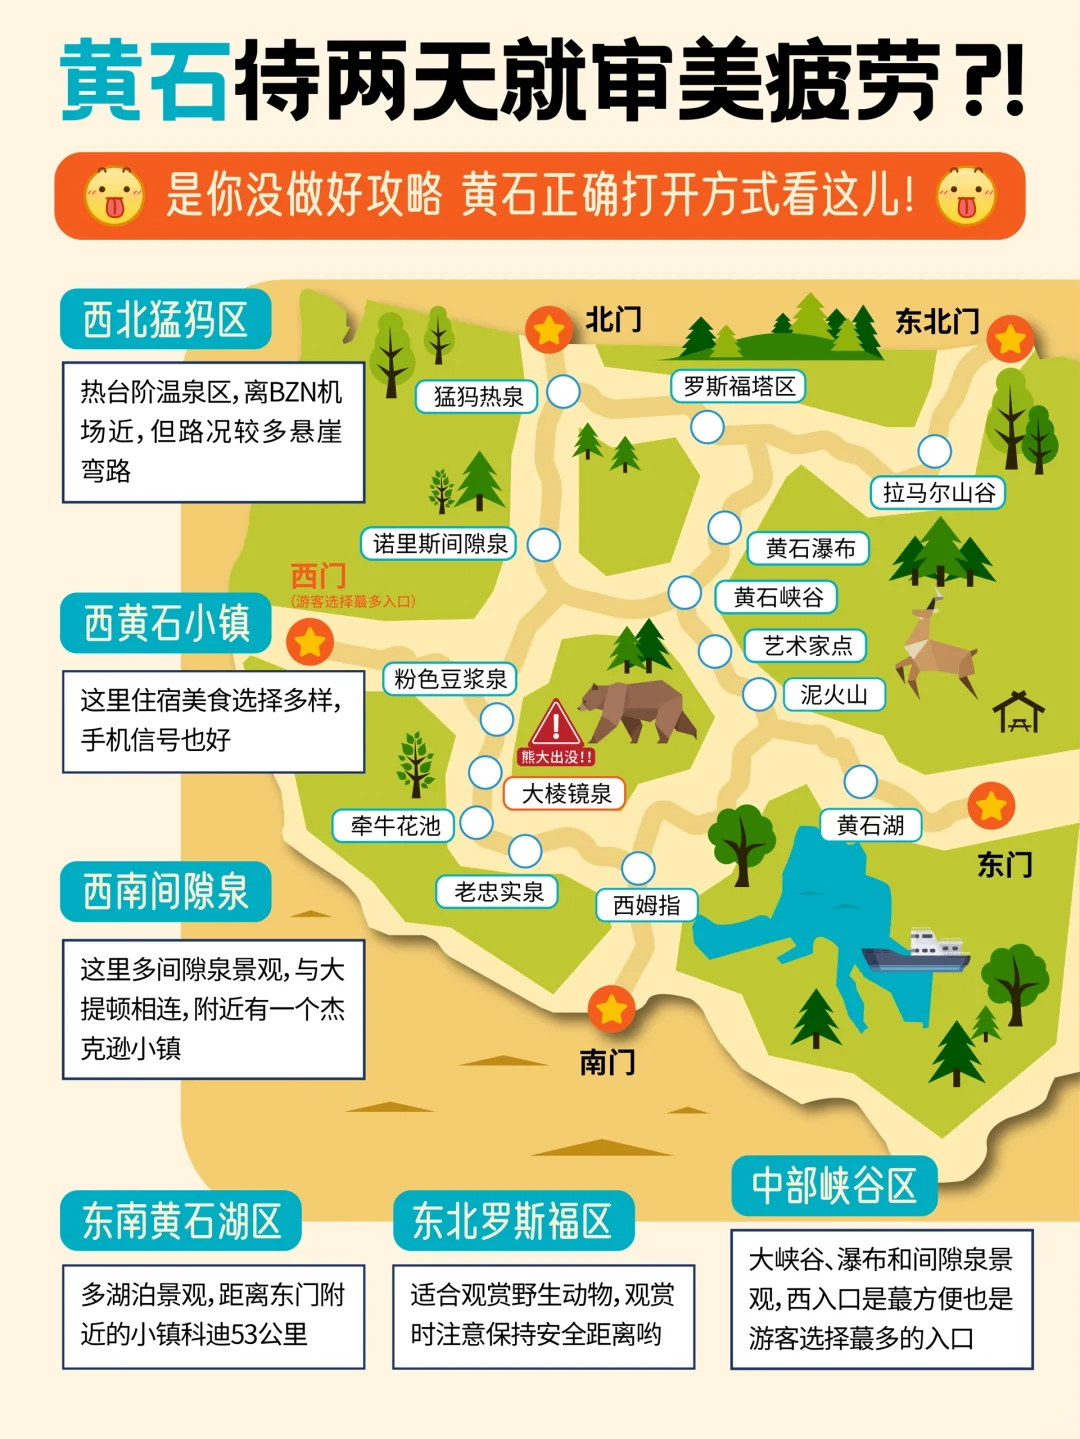 黄石待两天就审美疲劳?!
是你没做好攻略 黄石正确打开方式看这儿!
西北猛犸区
热台阶温泉区,离BZN机
场近,但路况较多悬崖
弯路
北门
东北门
猛犸热泉
罗斯福塔区
拉马尔山谷
诺里斯间隙泉
黄石瀑布
西门
(游客选择蕞多入口)
黄石峡谷
西黄石小镇
艺术家点
粉色豆浆泉
泥火山
这里住宿美食选择多样,
手机信号也好
熊大出没!!
大棱镜泉
牵牛花池
黄石湖
东门
西南间隙泉
老忠实泉
西姆指
这里多间隙泉景观,与大
提顿相连,附近有一个杰
克逊小镇
南门
中部峡谷区
大峡谷、瀑布和间隙泉景
观,西入口是蕞方便也是
游客选择蕞多的入口
东南黄石湖区
多湖泊景观,距离东门附
近的小镇科迪53公里
东北罗斯福区
适合观赏野生动物,观赏
时注意保持安全距离哟